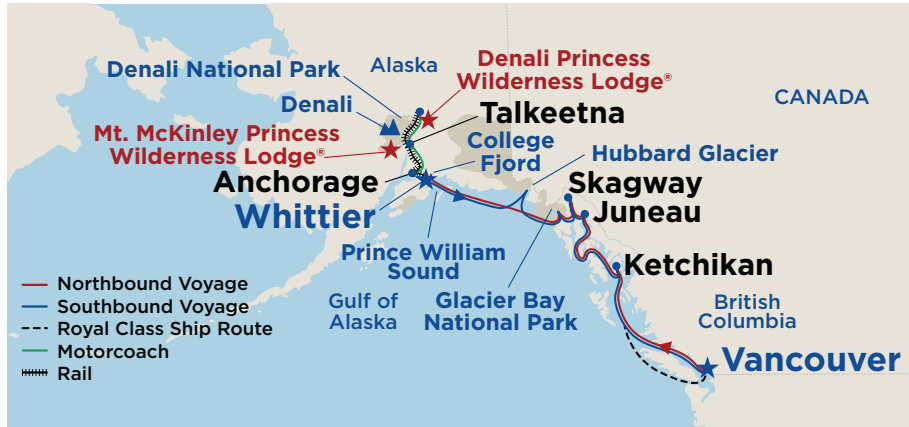 Denali Princess
Wilderness Lodge®
Alaska
Denali National Park
CANADA
Denali
Talkeetna
Mt. McKinley Princess
Wilderness Lodge®
College
Fjord
Hubbard Glacier
Anchorage
Skagway
Whittier
Juneau
Prince William
Sound
Ketchikan
Glacier Bay
National Park
Gulf of
Alaska
British
Columbia
Vancouver
Northbound Voyage
Southbound Voyage
Royal Class Ship Route
Motorcoach
Rail